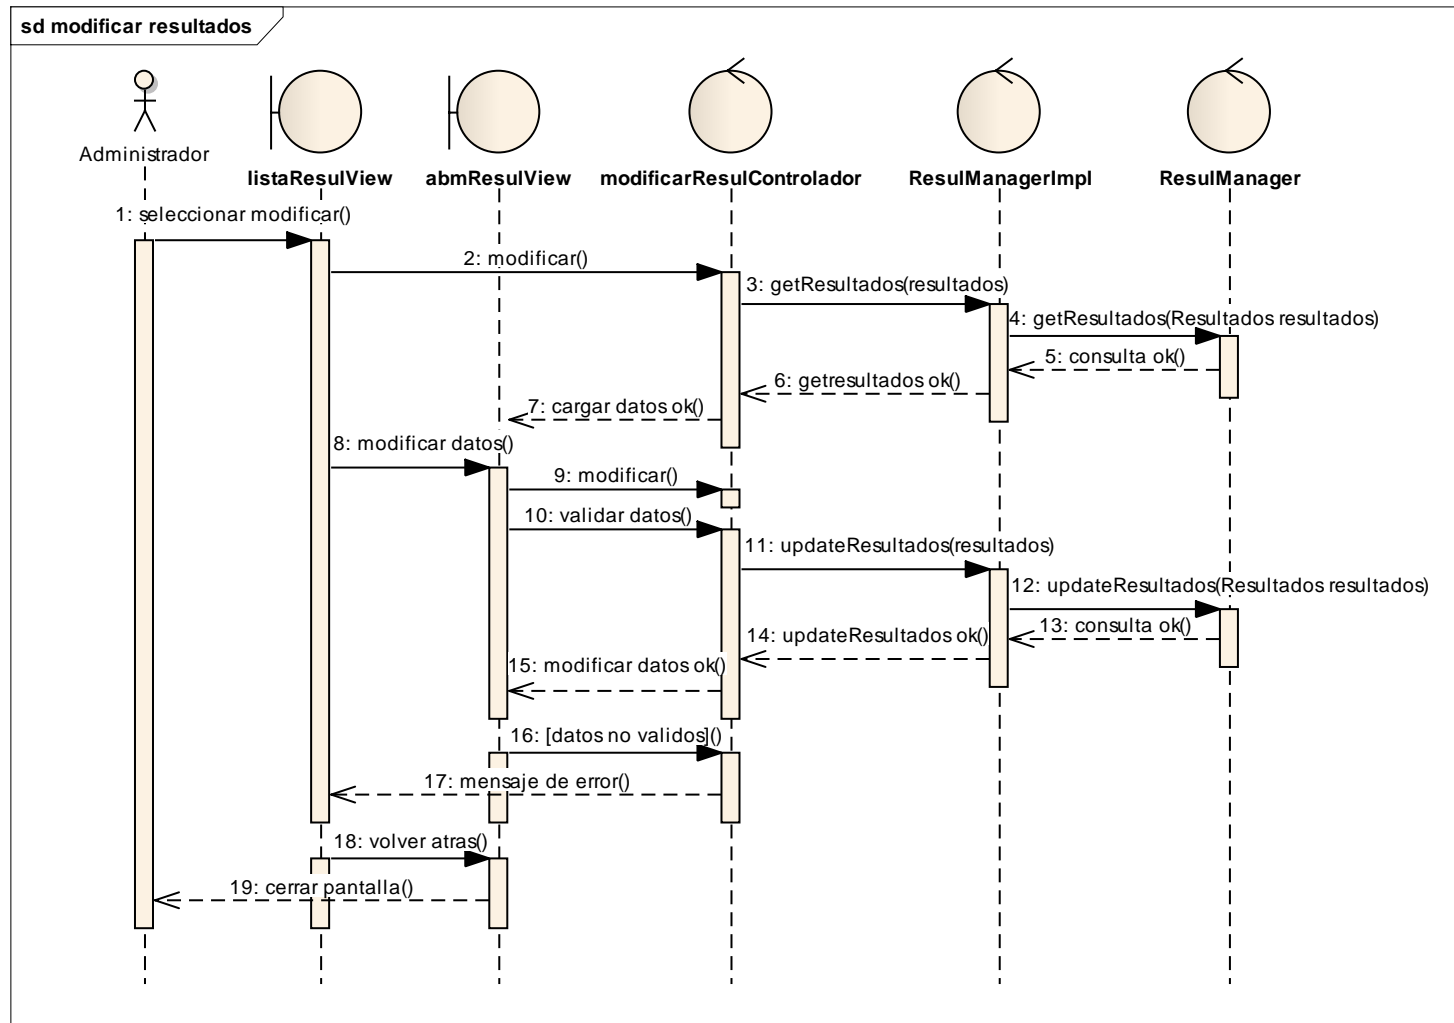 sd modificar resultados
Administrador
listaResulView
abmResulView
modificarResulControlador
ResulManagerImpl
ResulManager
1: seleccionar modificar()
2: modificar()
3: getResultados(resultados)
4: getResultados(Resultados resultados)
5: consulta ok()
6: getresultados ok()
7: cargar datos ok()
8: modificar datos()
9: modificar()
10: validar datos()
11: updateResultados(resultados)
12: updateResultados(Resultados resultados)
13: consulta ok()
14: updateResultados ok()
15: modificar datos ok()
16: [datos no validos]()
17: mensaje de error()
18: volver atras()
19: cerrar pantalla()